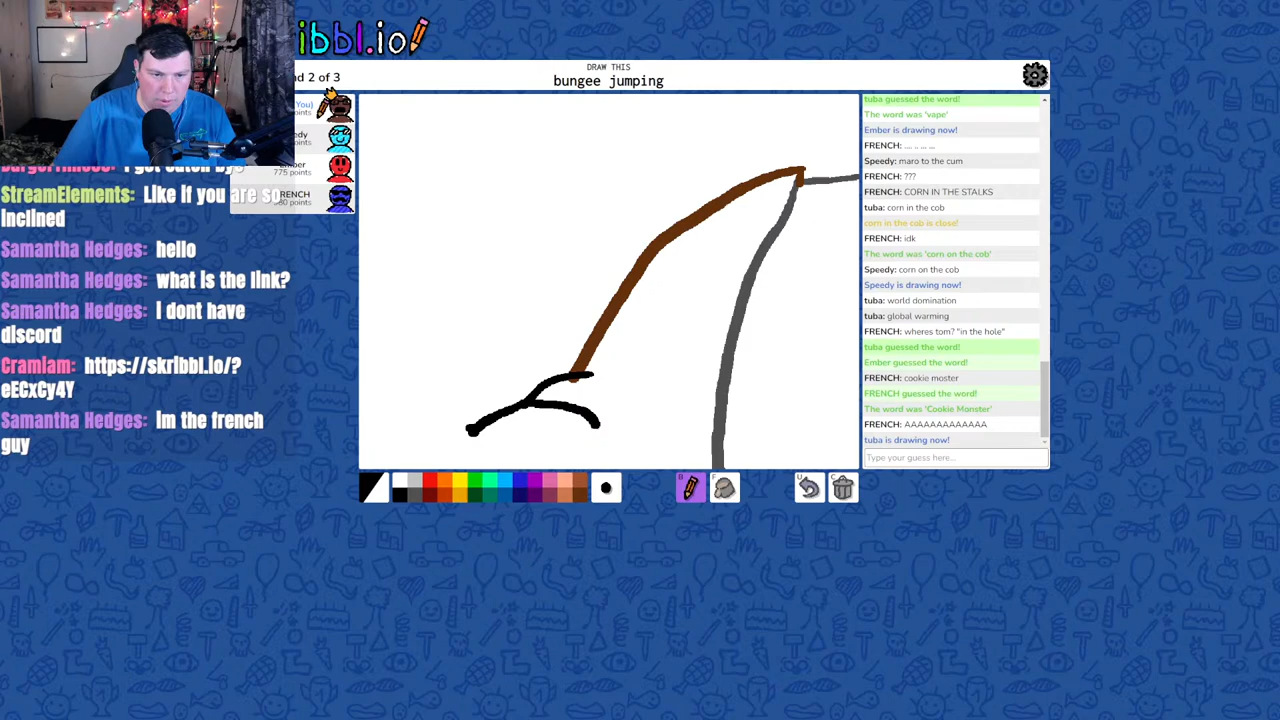 ibbl.io
nd 2 of 3
DRAW THIS
bungee jumping
You)
points
edy
points
mber
775 points
RENCH
80 points
StreamElements: Like if you are so
inclined
Samantha Hedges: hello
Samantha Hedges: what is the link?
Samantha Hedges: I dont have
discord
Cramlam: https://skribbl.io/?
eECxCy4Y
Samantha Hedges: im the french
guy
tuba guessed the word!
The word was 'vape'
Ember is drawing now!
FRENCH: .... .. ... ...
Speedy: maro to the cum
FRENCH: ???
FRENCH: CORN IN THE STALKS
tuba: corn in the cob
corn in the cob is close!
FRENCH: idk
The word was 'corn on the cob'
Speedy: corn on the cob
Speedy is drawing now!
tuba: world domination
tuba: global warming
FRENCH: wheres tom? "in the hole"
tuba guessed the word!
Ember guessed the word!
FRENCH: cookie moster
FRENCH guessed the word!
The word was 'Cookie Monster'
FRENCH: AAAAAAAAAAAAA
tuba is drawing now!
Type your guess here...
B
F
U
C